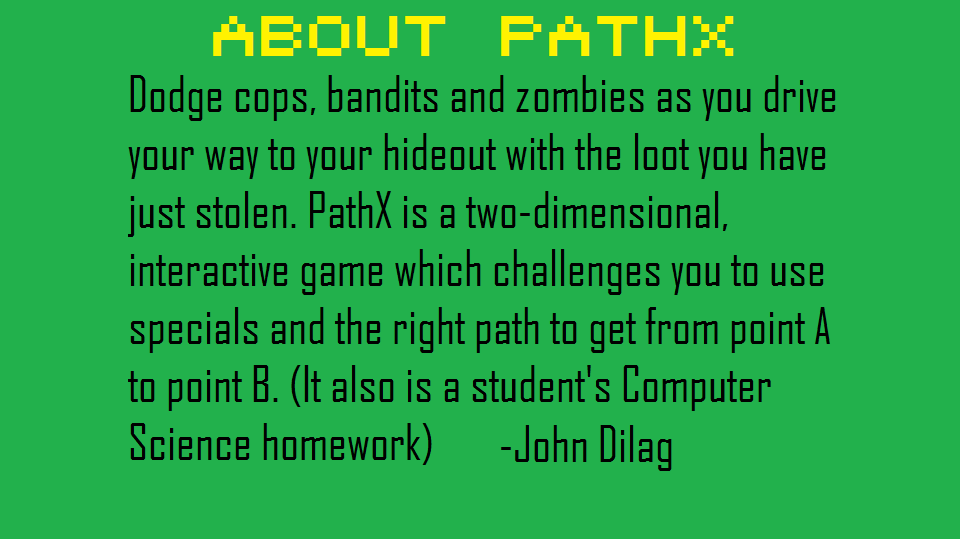 ABOUT PATHX
Dodge cops, bandits and zombies as you drive
your way to your hideout with the loot you have
just stolen. PathX is a two-dimensional,
interactive game which challenges you to use
specials and the right path to get from point A
to point B. (It also is a student's Computer
Science homework) -John Dilag